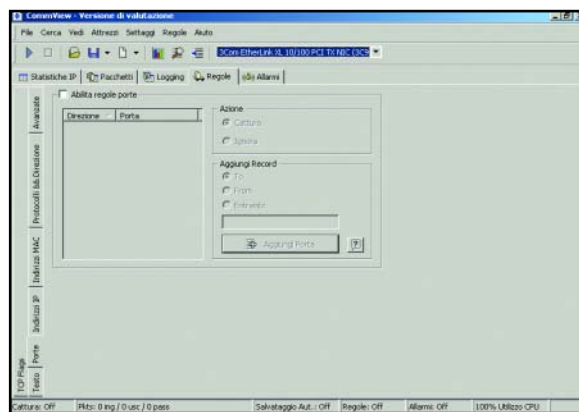 CommView - Versione di valutazione
File Cerca Vedi Attrezzi Settaggi Regole Aiuto
3Com EtherLink XL 10/100 PCI TX NIC (3C9
Statistiche IP Pacchetti Logging Regole Allarmi
Abilita regole porte
Direzione Porta
Azione
Cattura
Ignora
Aggiungi Record
To
From
Entrambi
Aggiungi Porta
Avanzate
Protocolli && Direzione
Indirizzi MAC
Indirizzi IP
Porte
Testo
TCP Flags
Cattura: Off Pkts: 0 ing / 0 usc / 0 pass Salvataggio Aut.: Off Regole: Off Allarmi: Off 100% Utilizzo CPU